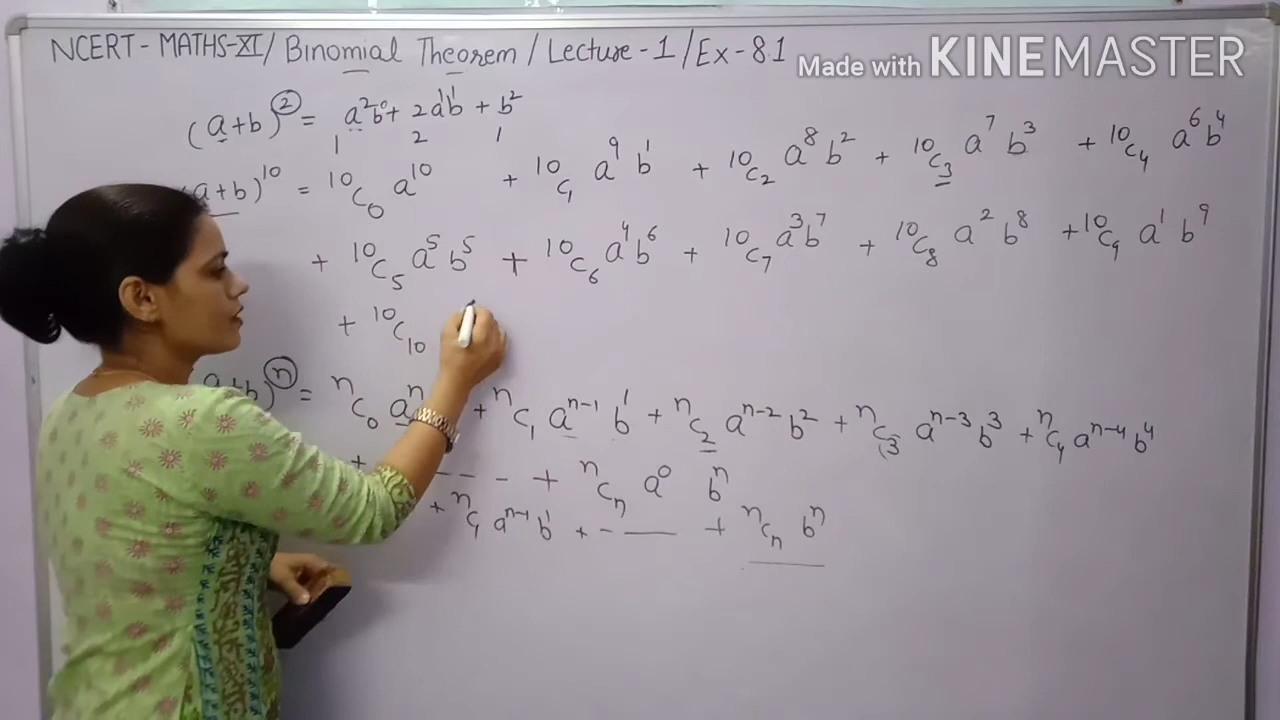 NCERT - MATHS-XI / Binomial Theorem / Lecture - 1 / Ex - 8.1
Made with KINEMASTER
(a+b)² = a²b⁰ + 2a¹b¹ + b²
1 2 1
(a+b)¹⁰ = ¹⁰C₀ a¹⁰ + ¹⁰C₁ a⁹ b¹ + ¹⁰C₂ a⁸ b² + ¹⁰C₃ a⁷ b³ + ¹⁰C₄ a⁶ b⁴
+ ¹⁰C₅ a⁵ b⁵ + ¹⁰C₆ a⁴ b⁶ + ¹⁰C₇ a³ b⁷ + ¹⁰C₈ a² b⁸ + ¹⁰C₉ a¹ b⁹
+ ¹⁰C₁₀
a+b)ⁿ = ⁿC₀ aⁿ + ⁿC₁ aⁿ⁻¹ b¹ + ⁿC₂ aⁿ⁻² b² + ⁿC₃ aⁿ⁻³ b³ + ⁿC₄ aⁿ⁻⁴ b⁴
+ - - - + ⁿCₙ a⁰ bⁿ
+ ⁿC₁ aⁿ⁻¹ b¹ + - — + ⁿCₙ bⁿ